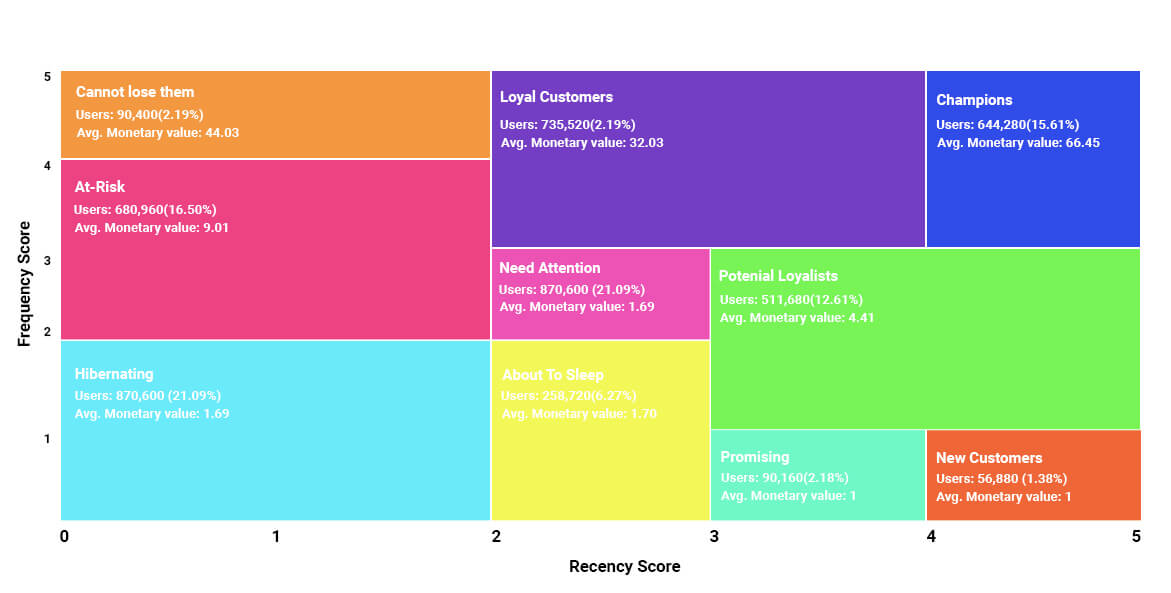 Cannot lose them
Users: 90,400(2.19%)
Avg. Monetary value: 44.03
Loyal Customers
Users: 735,520(2.19%)
Avg. Monetary value: 32.03
Champions
Users: 644,280(15.61%)
Avg. Monetary value: 66.45
At-Risk
Users: 680,960(16.50%)
Avg. Monetary value: 9.01
Need Attention
Users: 870,600 (21.09%)
Avg. Monetary value: 1.69
Potenial Loyalists
Users: 511,680(12.61%)
Avg. Monetary value: 4.41
Hibernating
Users: 870,600 (21.09%)
Avg. Monetary value: 1.69
About To Sleep
Users: 258,720(6.27%)
Avg. Monetary value: 1.70
Promising
Users: 90,160(2.18%)
Avg. Monetary value: 1
New Customers
Users: 56,880 (1.38%)
Avg. Monetary value: 1
5
4
3
2
1
Frequency Score
0 1 2 3 4 5
Recency Score